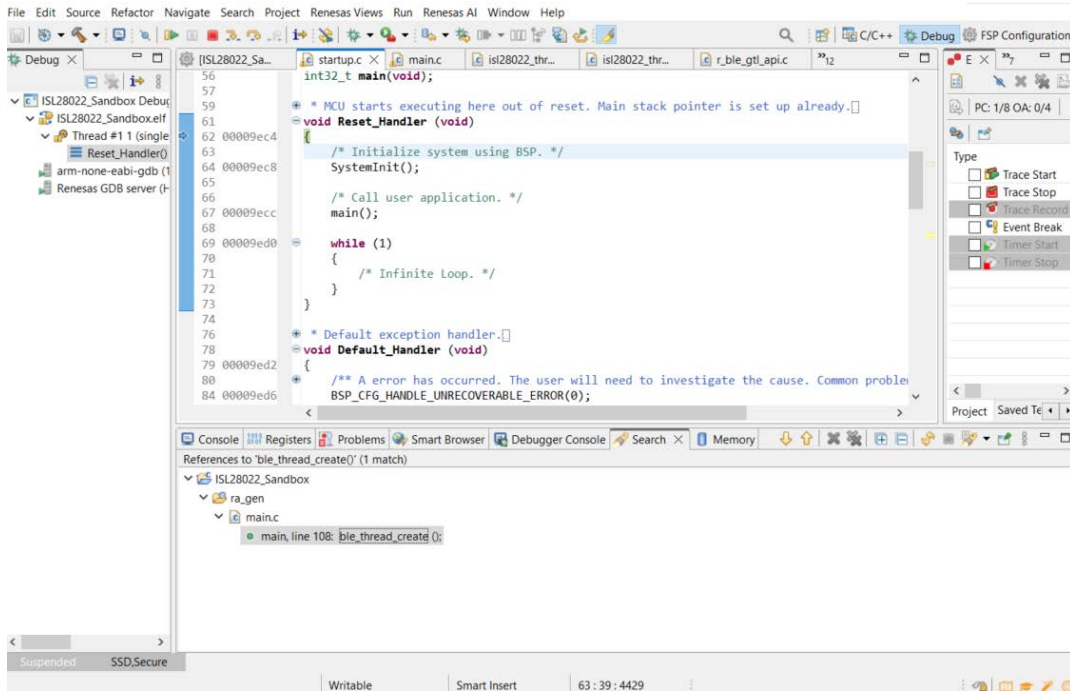 File Edit Source Refactor Navigate Search Project Renesas Views Run Renesas AI Window Help
C/C++ Debug FSP Configuration
Debug
[ISL28022_Sa... startup.c main.c isl28022_thr... isl28022_thr... r_ble_gtl_api.c »12
E »7
ISL28022_Sandbox Debug
ISL28022_Sandbox.elf
Thread #1 1 (single
Reset_Handler()
arm-none-eabi-gdb (1
Renesas GDB server (H
56 int32_t main(void);
57
59 * MCU starts executing here out of reset. Main stack pointer is set up already.
61 void Reset_Handler (void)
62 00009ec4 {
63 /* Initialize system using BSP. */
64 00009ec8 SystemInit();
65
66 /* Call user application. */
67 00009ecc main();
68
69 00009ed0 while (1)
70 {
71 /* Infinite Loop. */
72 }
73 }
74
76 * Default exception handler.
78 void Default_Handler (void)
79 00009ed2 {
80 /** A error has occurred. The user will need to investigate the cause. Common proble
84 00009ed6 BSP_CFG_HANDLE_UNRECOVERABLE_ERROR(0);
PC: 1/8 OA: 0/4
Type
Trace Start
Trace Stop
Trace Record
Event Break
Timer Start
Timer Stop
Project Saved Te
Console Registers Problems Smart Browser Debugger Console Search Memory
References to 'ble_thread_create()' (1 match)
ISL28022_Sandbox
ra_gen
main.c
main, line 108: ble_thread_create ();
Suspended SSD,Secure
Writable Smart Insert 63 : 39 : 4429